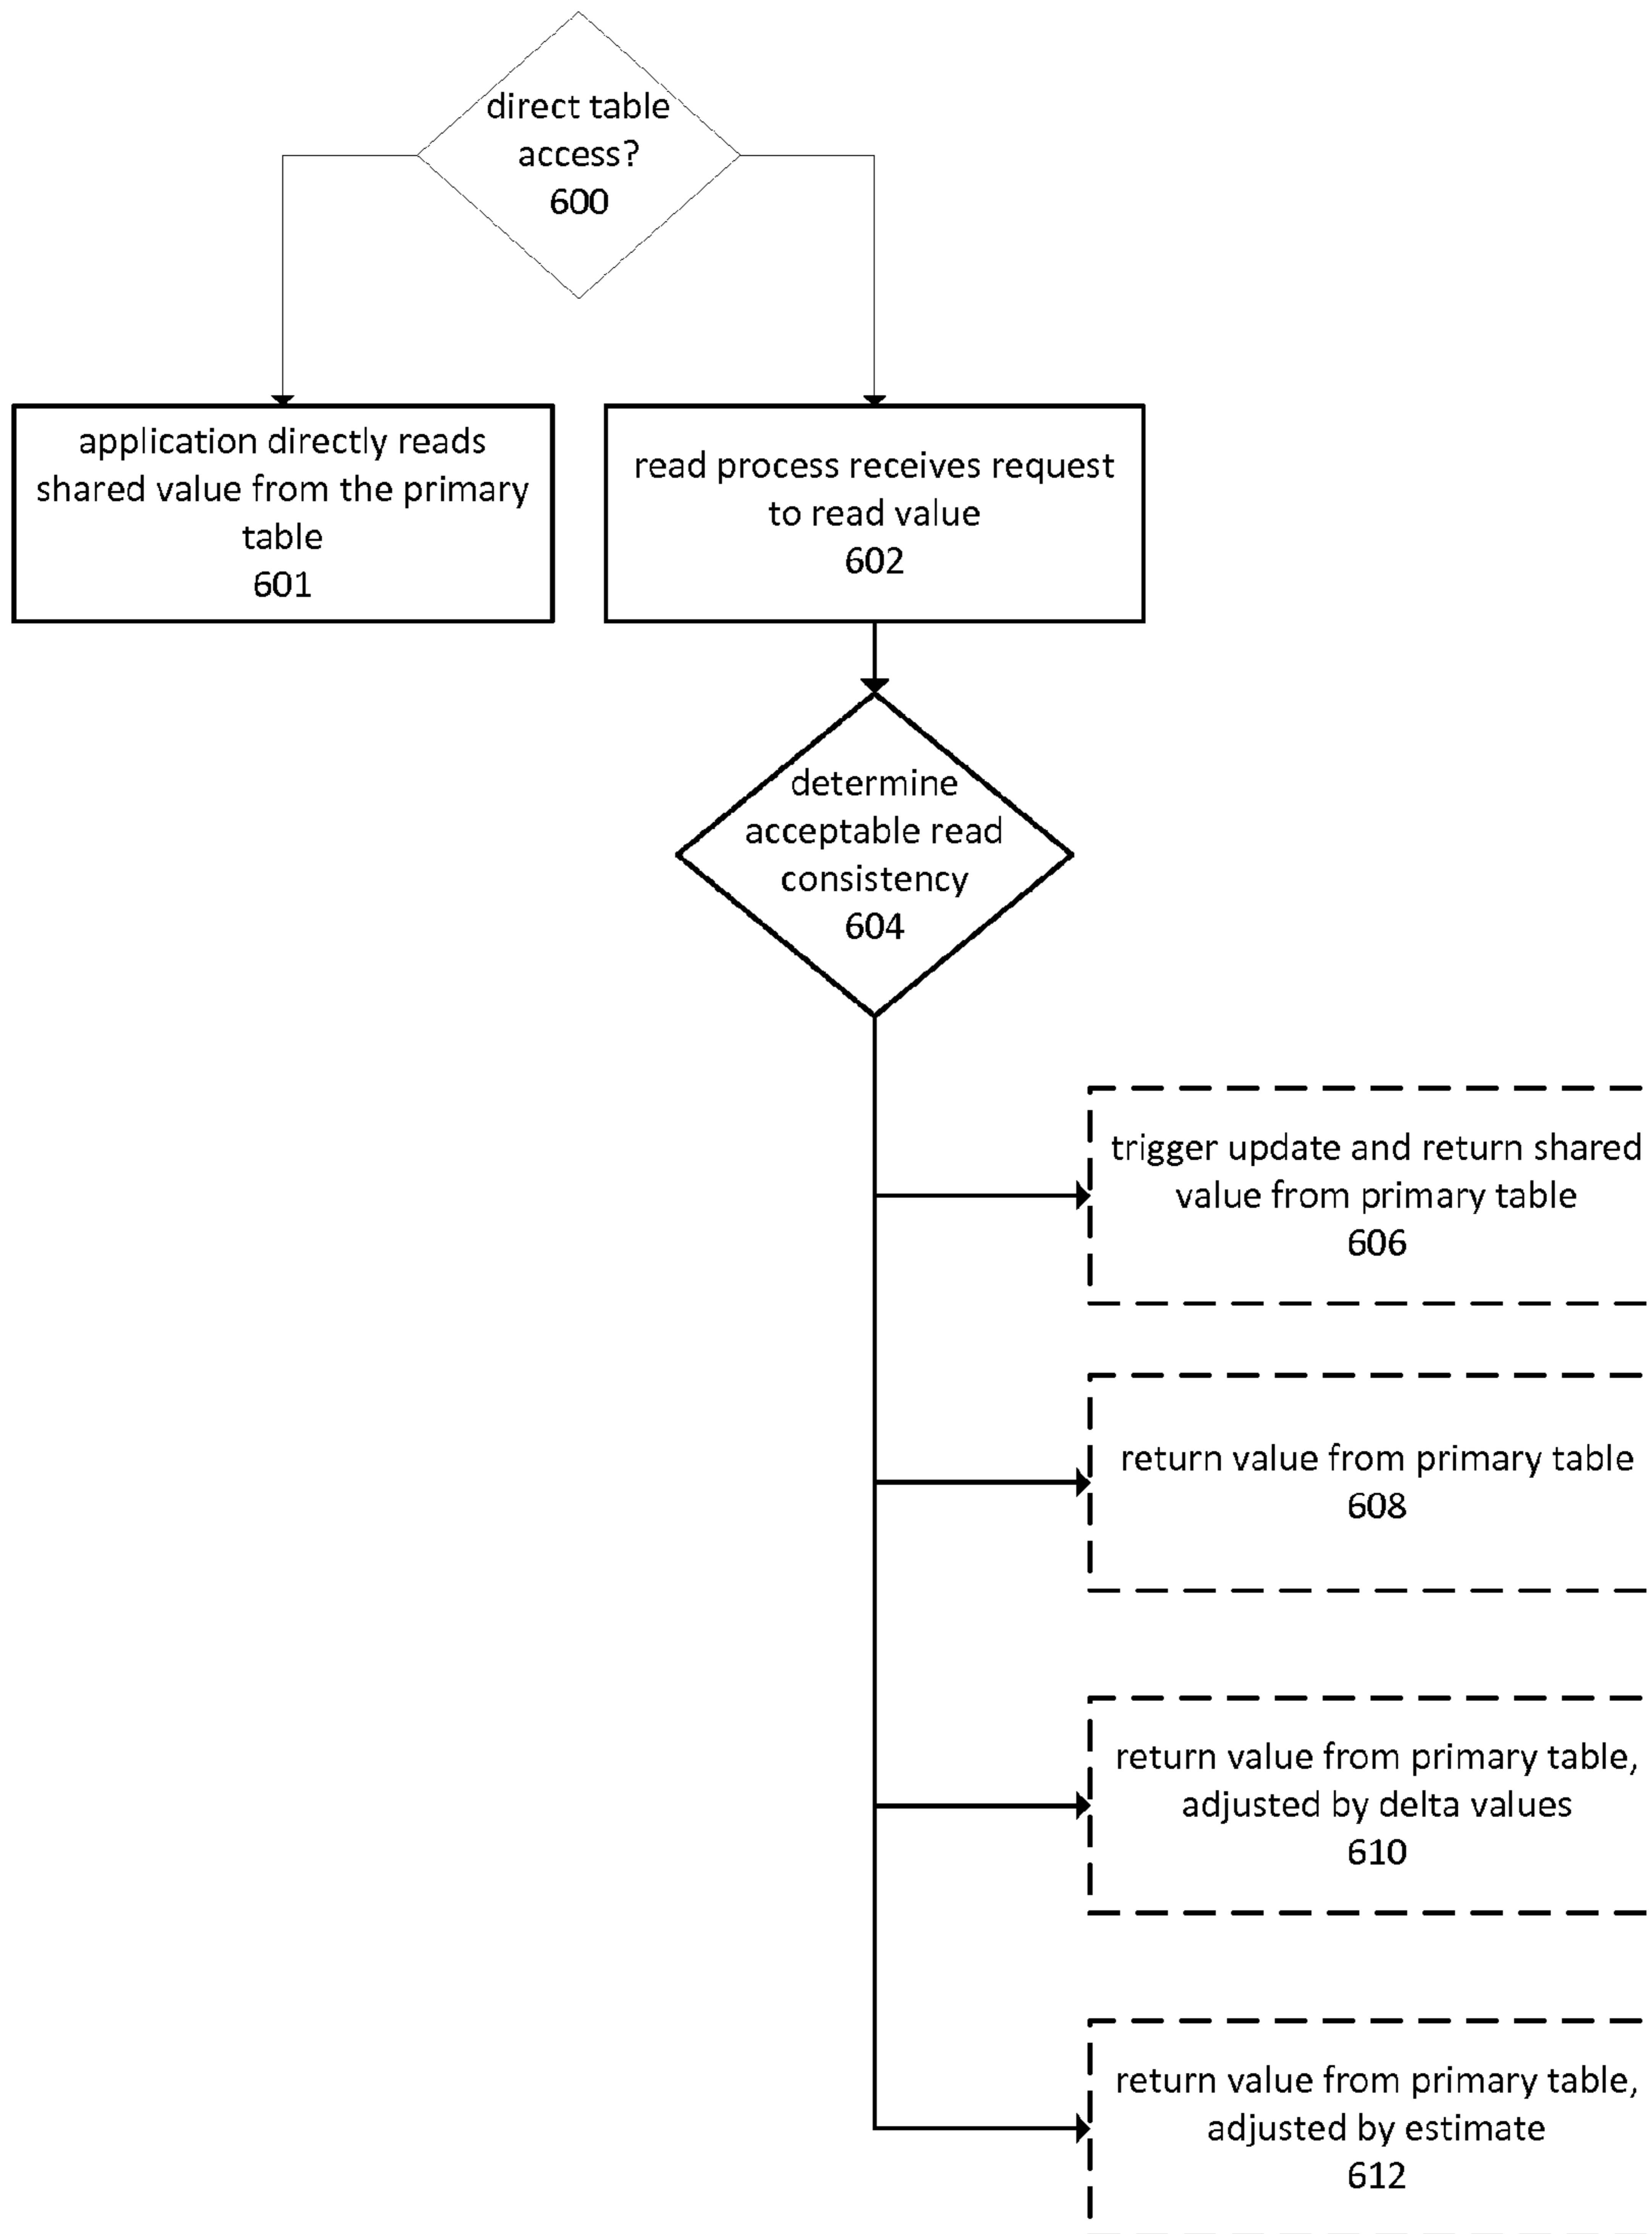 direct table
access?
600
application directly reads
shared value from the primary
table
601
read process receives request
to read value
602
determine
acceptable read
consistency
604
trigger update and return shared
value from primary table
606
return value from primary table
608
return value from primary table,
adjusted by delta values
610
return value from primary table,
adjusted by estimate
612